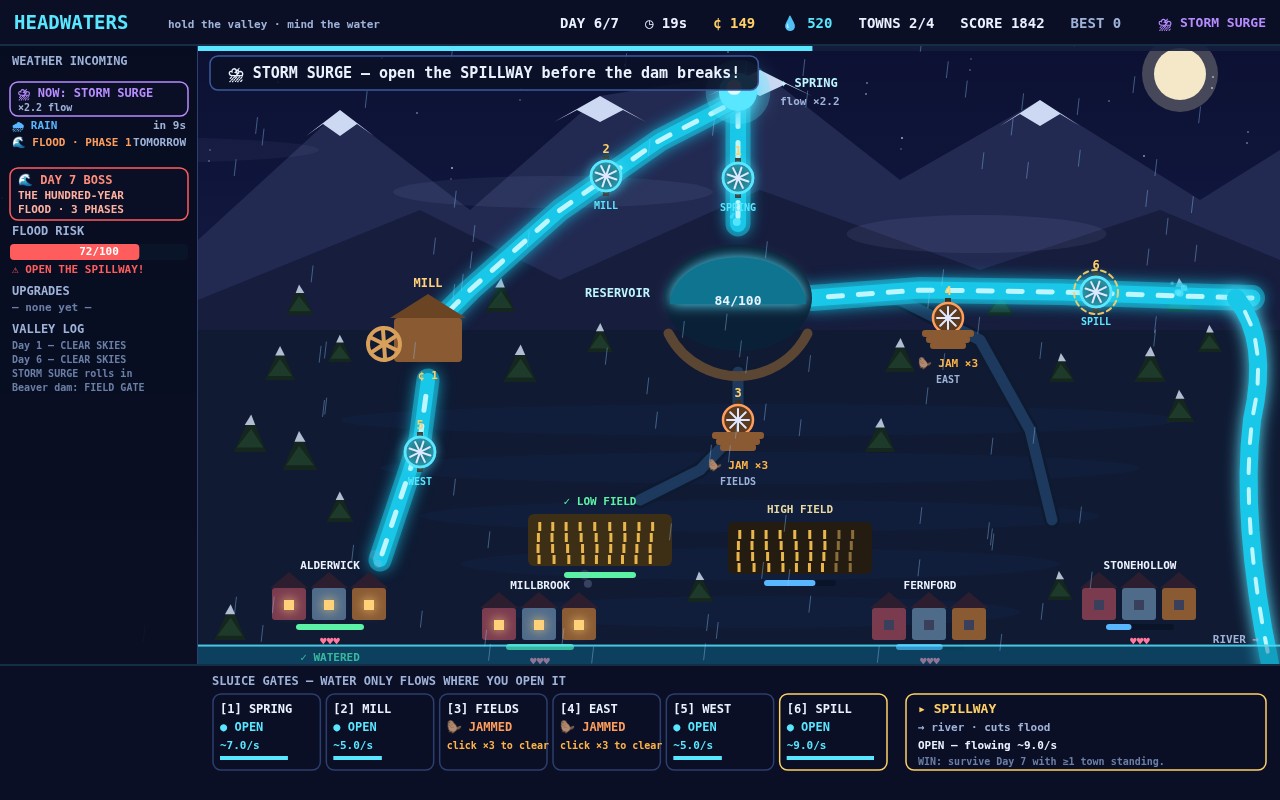 HEADWATERS
hold the valley · mind the water
DAY 6/7
◷ 19s
¢ 149
💧 520
TOWNS 2/4
SCORE 1842
BEST 0
⛈ STORM SURGE
WEATHER INCOMING
⛈ NOW: STORM SURGE
×2.2 flow
🌧 RAIN in 9s
🌊 FLOOD · PHASE 1 TOMORROW
🌊 DAY 7 BOSS
THE HUNDRED-YEAR
FLOOD · 3 PHASES
FLOOD RISK
72/100
⚠ OPEN THE SPILLWAY!
UPGRADES
— none yet —
VALLEY LOG
Day 1 — CLEAR SKIES
Day 6 — CLEAR SKIES
STORM SURGE rolls in
Beaver dam: FIELD GATE
⛈ STORM SURGE — open the SPILLWAY before the dam breaks!
SPRING
flow ×2.2
2
MILL
SPRING
6
SPILL
MILL
RESERVOIR
84/100
4
🦫 JAM ×3
EAST
¢ 1
3
🦫 JAM ×3
FIELDS
5
WEST
✓ LOW FIELD
HIGH FIELD
ALDERWICK
♥♥♥
✓ WATERED
MILLBROOK
♥♥♥
FERNFORD
♥♥♥
STONEHOLLOW
♥♥♥
RIVER →
SLUICE GATES — WATER ONLY FLOWS WHERE YOU OPEN IT
[1] SPRING
● OPEN
~7.0/s
[2] MILL
● OPEN
~5.0/s
[3] FIELDS
🦫 JAMMED
click ×3 to clear
[4] EAST
🦫 JAMMED
click ×3 to clear
[5] WEST
● OPEN
~5.0/s
[6] SPILL
● OPEN
~9.0/s
▸ SPILLWAY
→ river · cuts flood
OPEN — flowing ~9.0/s
WIN: survive Day 7 with ≥1 town standing.